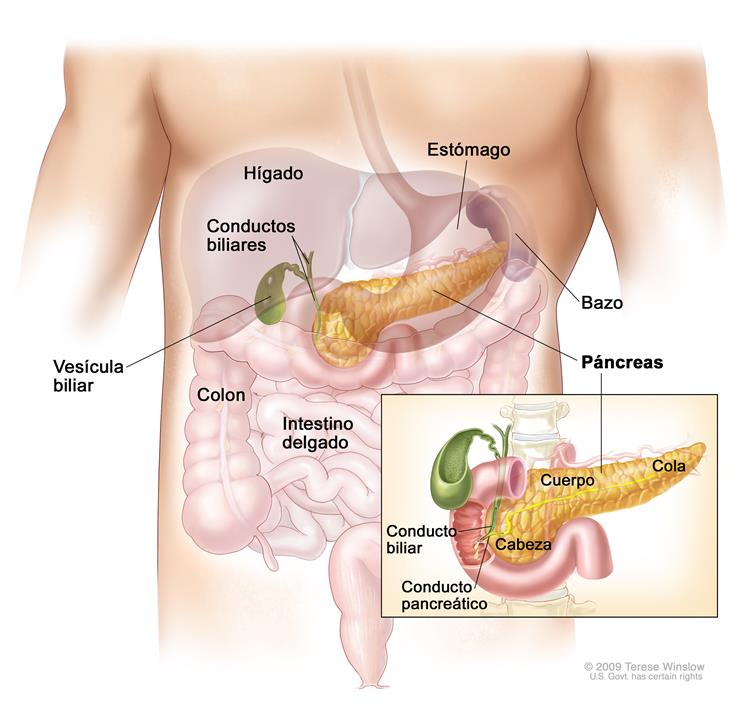 Estómago
Hígado
Conductos
biliares
Bazo
Vesícula
biliar
Páncreas
Colon
Intestino
delgado
Cuerpo
Cola
Conducto
biliar
Cabeza
Conducto
pancreático
© 2009 Terese Winslow
U.S. Govt. has certain rights